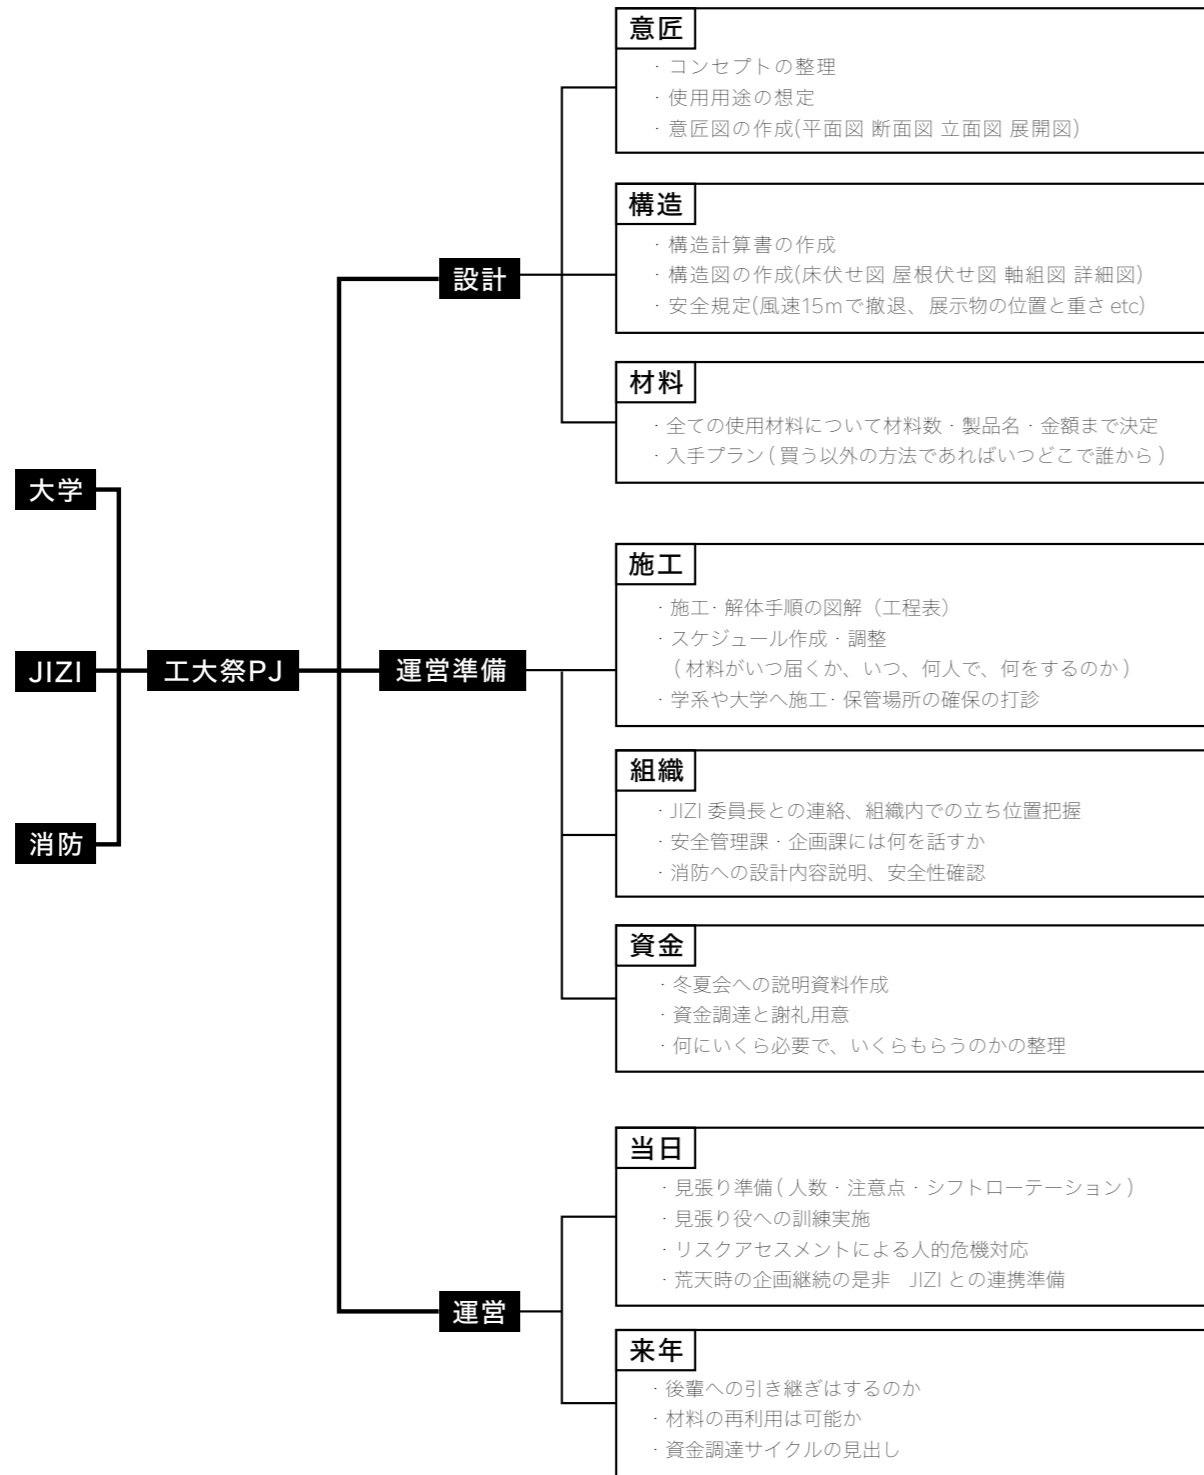 大学
JIZI
消防
工大祭PJ
設計
意匠
・コンセプトの整理
・使用用途の想定
・意匠図の作成(平面図 断面図 立面図 展開図)
構造
・構造計算書の作成
・構造図の作成(床伏せ図 屋根伏せ図 軸組図 詳細図)
・安全規定(風速15mで撤退、展示物の位置と重さ etc)
材料
・全ての使用材料について材料数・製品名・金額まで決定
・入手プラン(買う以外の方法であればいつどこで誰から)
運営準備
施工
・施工・解体手順の図解（工程表）
・スケジュール作成・調整
(材料がいつ届くか、いつ、何人で、何をするのか)
・学系や大学へ施工・保管場所の確保の打診
組織
・JIZI 委員長との連絡、組織内での立ち位置把握
・安全管理課・企画課には何を話すか
・消防への設計内容説明、安全性確認
資金
・冬夏会への説明資料作成
・資金調達と謝礼用意
・何にいくら必要で、いくらもらうのかの整理
運営
当日
・見張り準備(人数・注意点・シフトローテーション)
・見張り役への訓練実施
・リスクアセスメントによる人的危機対応
・荒天時の企画継続の是非　JIZI との連携準備
来年
・後輩への引き継ぎはするのか
・材料の再利用は可能か
・資金調達サイクルの見出し